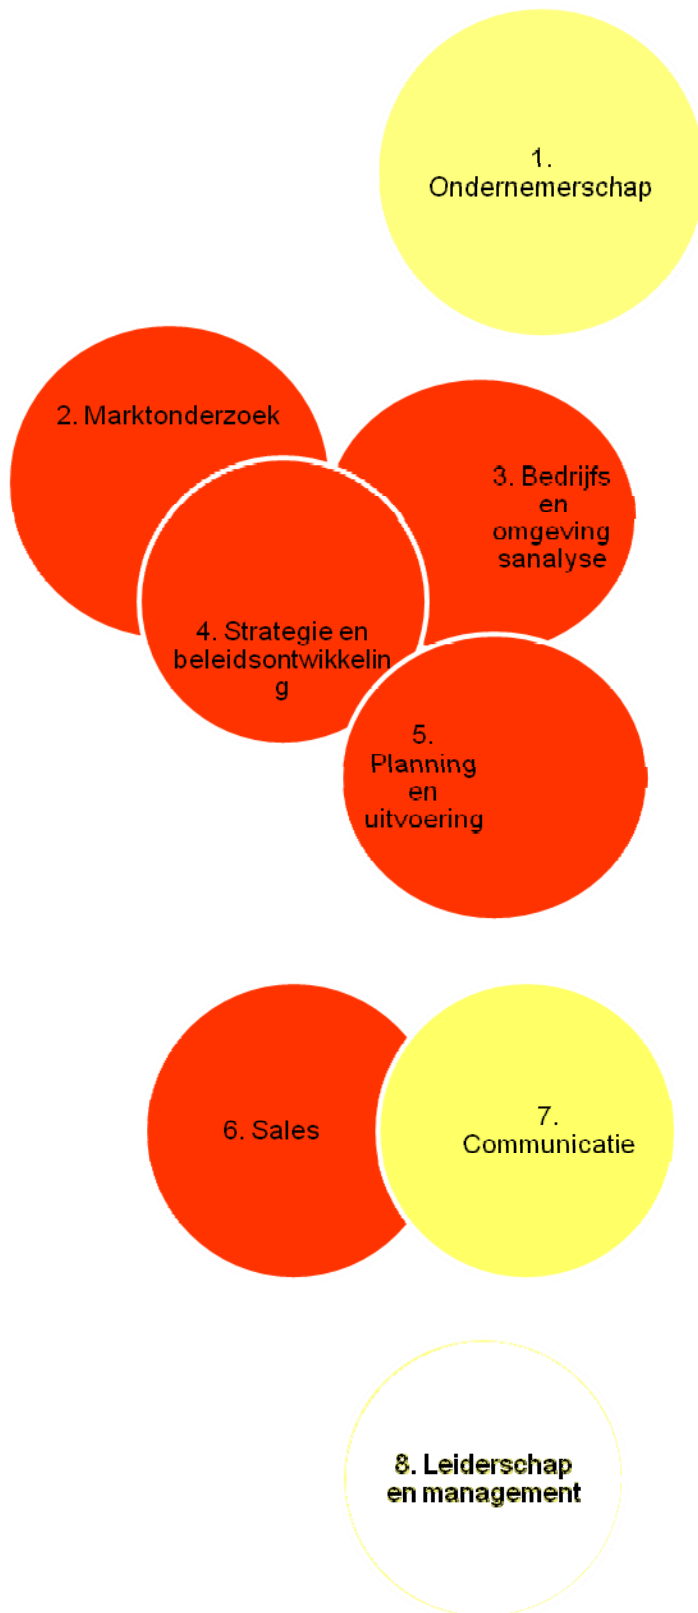 1.
Ondernemerschap
2. Marktonderzoek
3. Bedrijfs
en
omgeving
sanalyse
4. Strategie en
beleidsontwikkelin
g
5.
Planning
en
uitvoering
6. Sales
7.
Communicatie
8. Leiderschap
en management